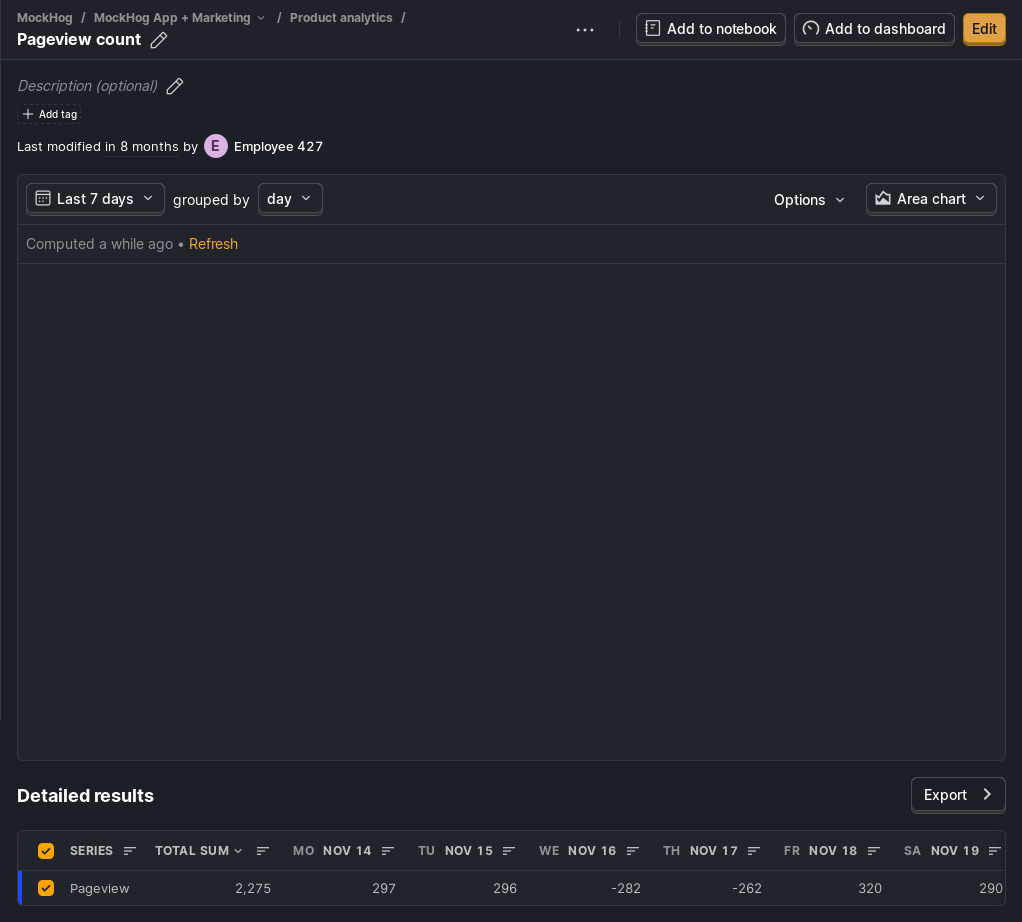 MockHog / MockHog App + Marketing / Product analytics /
Pageview count
Add to notebook
Add to dashboard
Edit
Description (optional)
Add tag
Last modified in 8 months by E Employee 427
Last 7 days grouped by day
Options
Area chart
Computed a while ago • Refresh
Detailed results
Export
SERIES TOTAL SUM MO NOV 14 TU NOV 15 WE NOV 16 TH NOV 17 FR NOV 18 SA NOV 19
Pageview 2,275 297 296 -282 -262 320 290